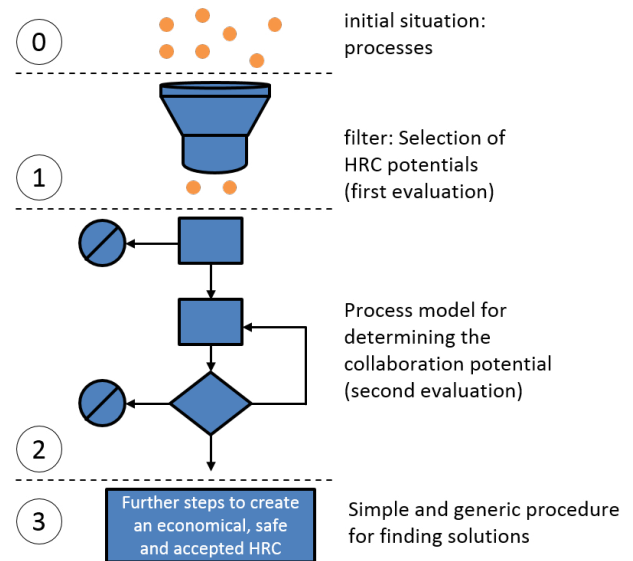 0
initial situation:
processes
filter: Selection of
HRC potentials
(first evaluation)
1
Process model for
determining the
collaboration potential
(second evaluation)
2
3
Further steps to create
an economical, safe
and accepted HRC
Simple and generic procedure
for finding solutions